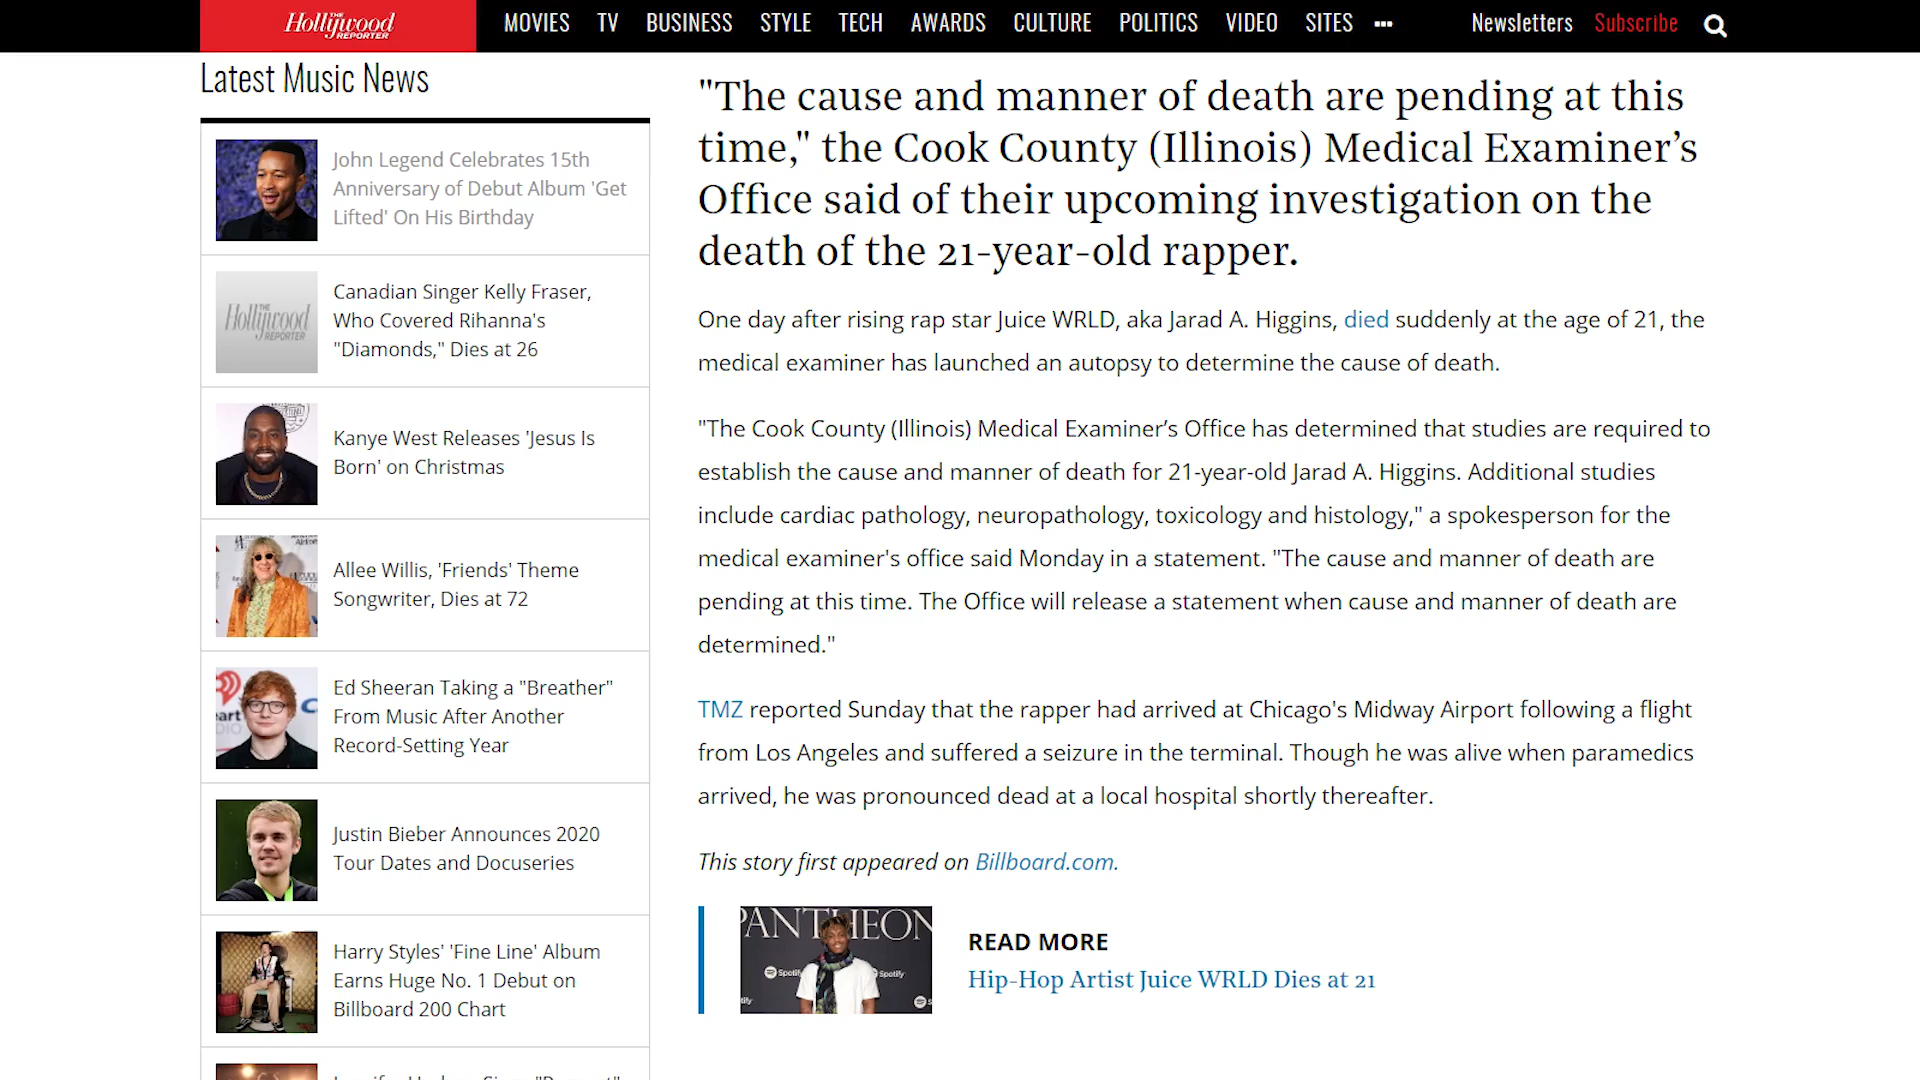 THE
Hollywood
REPORTER
MOVIES TV BUSINESS STYLE TECH AWARDS CULTURE POLITICS VIDEO SITES ••• Newsletters Subscribe
Latest Music News
John Legend Celebrates 15th
Anniversary of Debut Album 'Get
Lifted' On His Birthday
THE
Hollywood
REPORTER
Canadian Singer Kelly Fraser,
Who Covered Rihanna's
"Diamonds," Dies at 26
Kanye West Releases 'Jesus Is
Born' on Christmas
Allee Willis, 'Friends' Theme
Songwriter, Dies at 72
Ed Sheeran Taking a "Breather"
From Music After Another
Record-Setting Year
Justin Bieber Announces 2020
Tour Dates and Docuseries
Harry Styles' 'Fine Line' Album
Earns Huge No. 1 Debut on
Billboard 200 Chart
"The cause and manner of death are pending at this
time," the Cook County (Illinois) Medical Examiner’s
Office said of their upcoming investigation on the
death of the 21-year-old rapper.
One day after rising rap star Juice WRLD, aka Jarad A. Higgins, died suddenly at the age of 21, the
medical examiner has launched an autopsy to determine the cause of death.
"The Cook County (Illinois) Medical Examiner’s Office has determined that studies are required to
establish the cause and manner of death for 21-year-old Jarad A. Higgins. Additional studies
include cardiac pathology, neuropathology, toxicology and histology," a spokesperson for the
medical examiner's office said Monday in a statement. "The cause and manner of death are
pending at this time. The Office will release a statement when cause and manner of death are
determined."
TMZ reported Sunday that the rapper had arrived at Chicago's Midway Airport following a flight
from Los Angeles and suffered a seizure in the terminal. Though he was alive when paramedics
arrived, he was pronounced dead at a local hospital shortly thereafter.
This story first appeared on Billboard.com.
PANTHEON
Spotify
READ MORE
Hip-Hop Artist Juice WRLD Dies at 21